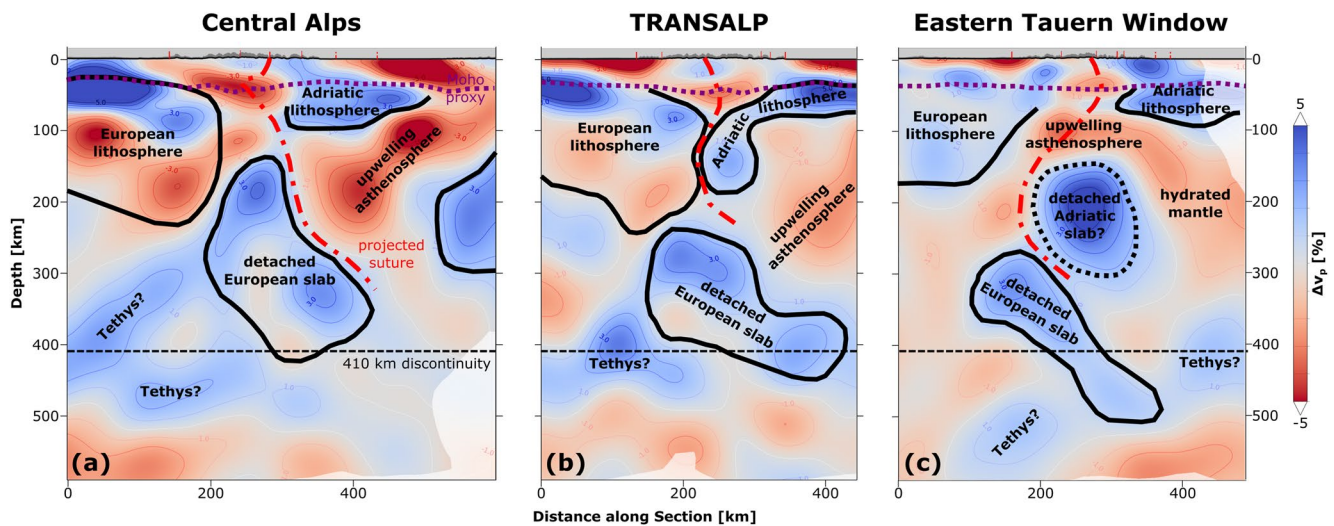 Central Alps
TRANSALP
Eastern Tauern Window
0
100
200
300
400
500
Depth [km]
Moho
proxy
Adriatic
lithosphere
European
lithosphere
upwelling
asthenosphere
projected
suture
detached
European slab
Tethys?
410 km discontinuity
Tethys?
(a)
0
200
400
European
lithosphere
Adriatic
lithosphere
upwelling
asthenosphere
detached
European
slab
Tethys?
(b)
0
200
400
Adriatic
lithosphere
European
lithosphere
upwelling
asthenosphere
detached
Adriatic
slab?
hydrated
mantle
detached
European
slab
Tethys?
Tethys?
(c)
0
200
400
0
-100
-200
-300
-400
-500
5
-5
Δvp [%]
Distance along Section [km]